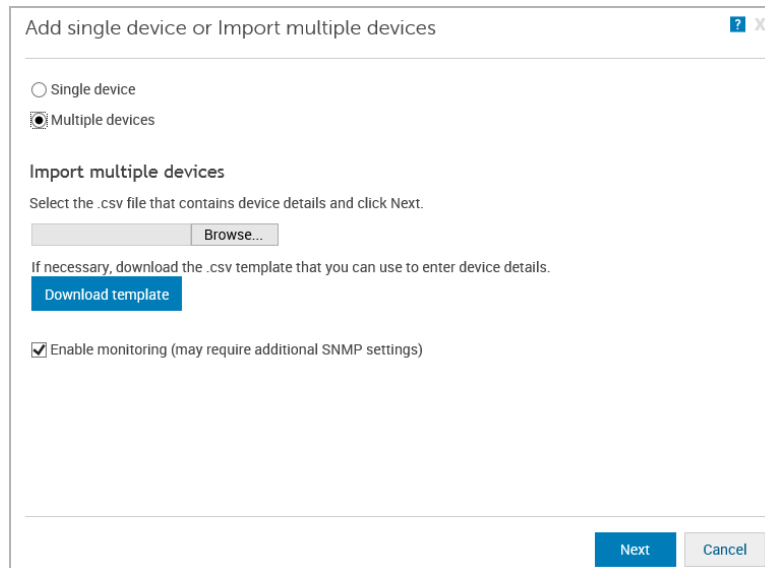 Add single device or Import multiple devices
? X
Single device
Multiple devices
Import multiple devices
Select the .csv file that contains device details and click Next.
Browse...
If necessary, download the .csv template that you can use to enter device details.
Download template
Enable monitoring (may require additional SNMP settings)
Next Cancel